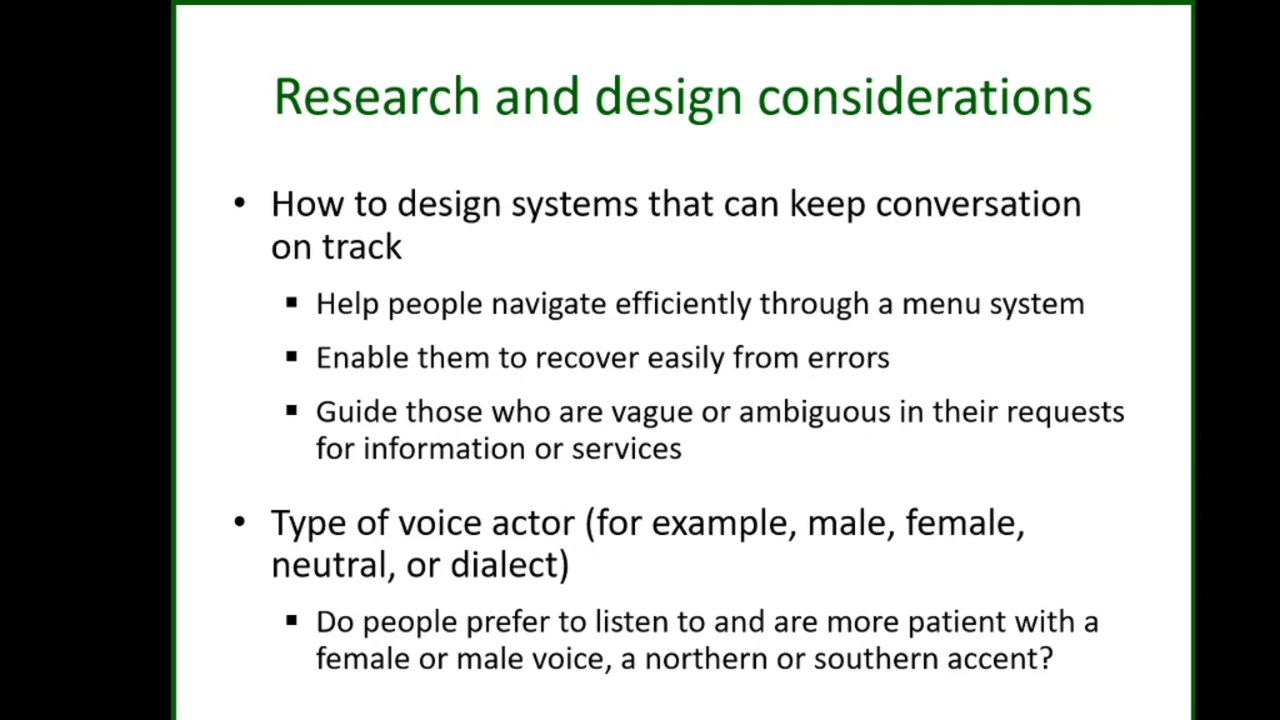 Research and design considerations
• How to design systems that can keep conversation
on track
▪ Help people navigate efficiently through a menu system
▪ Enable them to recover easily from errors
▪ Guide those who are vague or ambiguous in their requests
for information or services
• Type of voice actor (for example, male, female,
neutral, or dialect)
▪ Do people prefer to listen to and are more patient with a
female or male voice, a northern or southern accent?